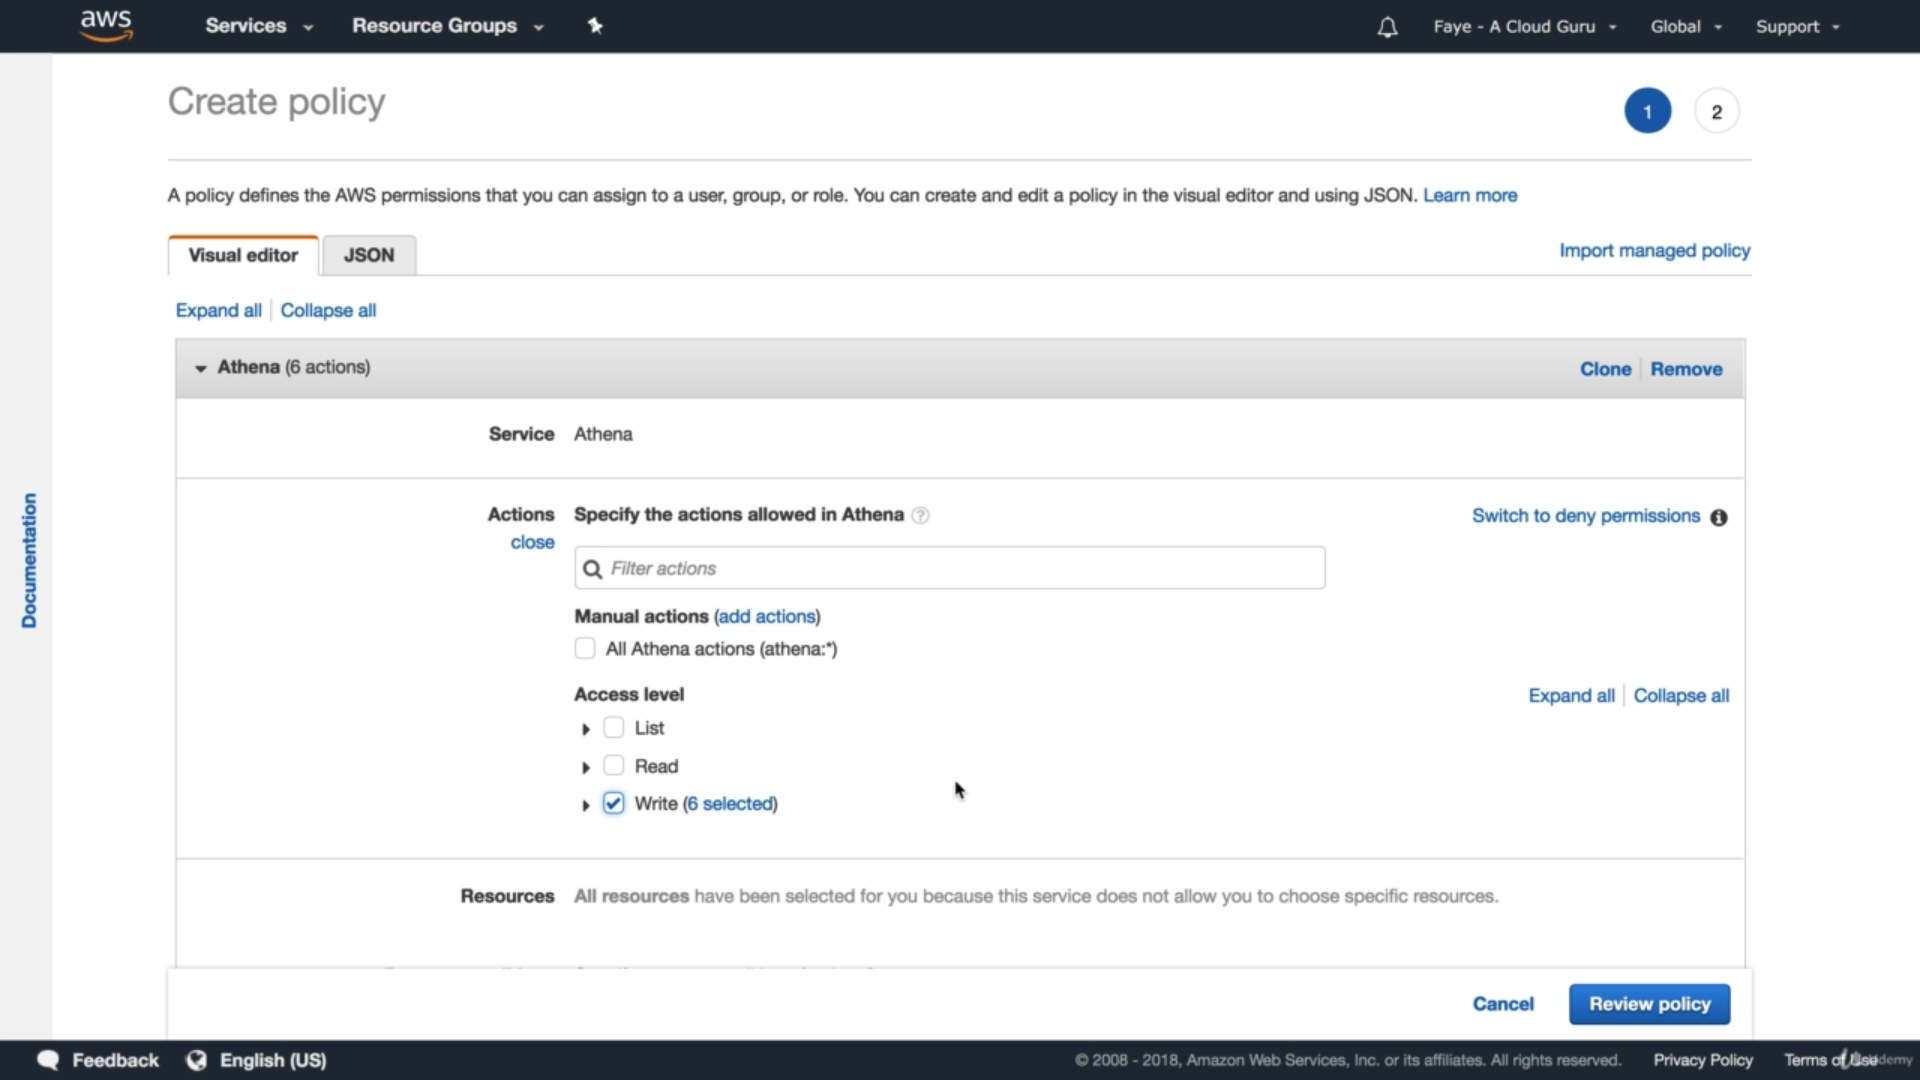 aws Services Resource Groups Faye - A Cloud Guru Global Support
Create policy 1 2
A policy defines the AWS permissions that you can assign to a user, group, or role. You can create and edit a policy in the visual editor and using JSON. Learn more
Visual editor JSON Import managed policy
Expand all Collapse all
Athena (6 actions) Clone Remove
Service Athena
Actions Specify the actions allowed in Athena ? Switch to deny permissions i
close
Filter actions
Manual actions (add actions)
All Athena actions (athena:*)
Access level Expand all Collapse all
List
Read
Write (6 selected)
Resources All resources have been selected for you because this service does not allow you to choose specific resources.
Cancel Review policy
Documentation
Feedback English (US) © 2008 - 2018, Amazon Web Services, Inc. or its affiliates. All rights reserved. Privacy Policy Terms of Use